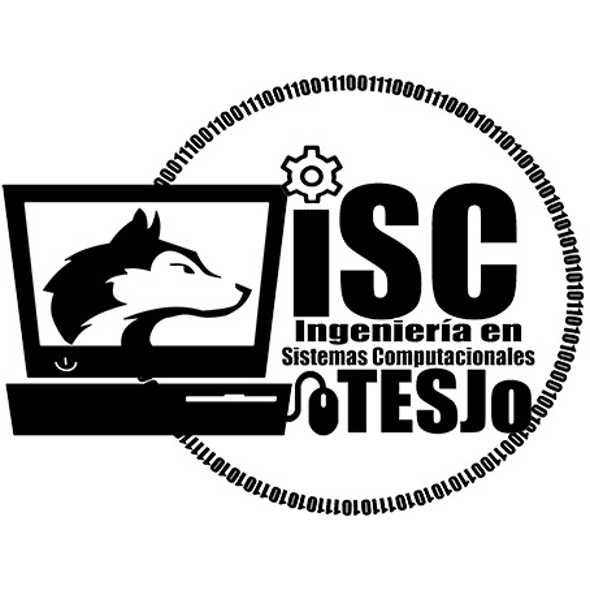 iSC
Ingeniería en
Sistemas Computacionales
TESJo